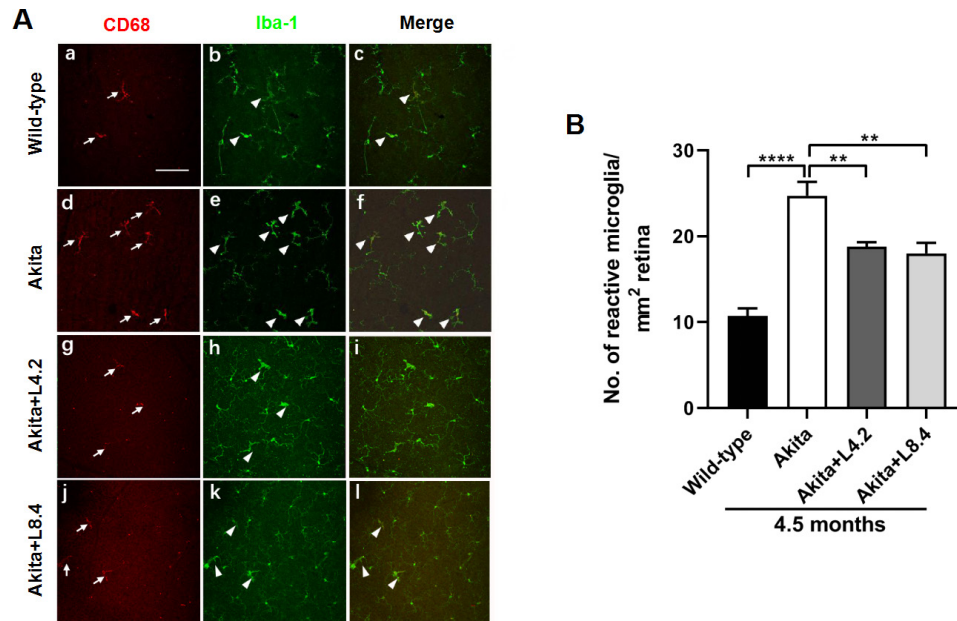 A
CD68
Iba-1
Merge
Wild-type
a
b
c
Akita
d
e
f
Akita+L4.2
g
h
i
Akita+L8.4
j
k
l
B
No. of reactive microglia/
mm² retina
30
20
10
0
****
**
**
Wild-type
Akita
Akita+L4.2
Akita+L8.4
4.5 months